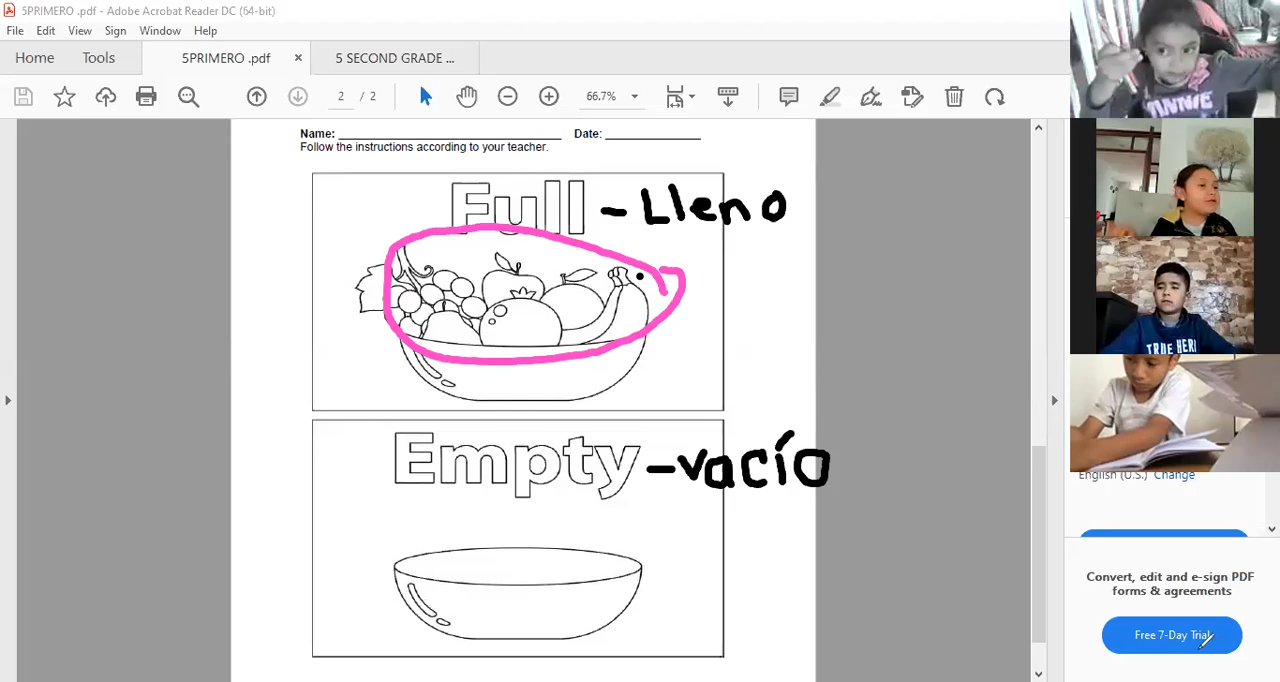 5PRIMERO .pdf - Adobe Acrobat Reader DC (64-bit)
File Edit View Sign Window Help
Home Tools 5PRIMERO .pdf × 5 SECOND GRADE ...
2 / 2 66.7%
Name: Date:
Follow the instructions according to your teacher.
Full - Lleno
Empty - vacío
TRUE HER
English (U.S.) Change
Convert, edit and e-sign PDF
forms & agreements
Free 7-Day Trial